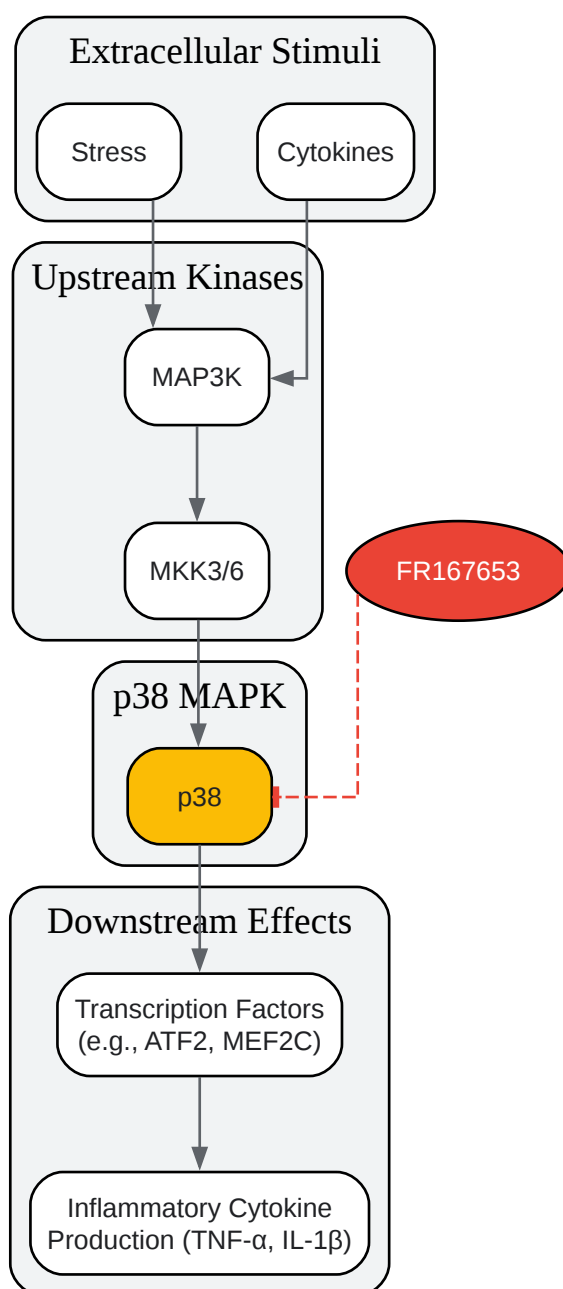 Extracellular Stimuli
Stress
Cytokines
Upstream Kinases
MAP3K
MKK3/6
FR167653
p38 MAPK
p38
Downstream Effects
Transcription Factors
(e.g., ATF2, MEF2C)
Inflammatory Cytokine
Production (TNF-α, IL-1β)